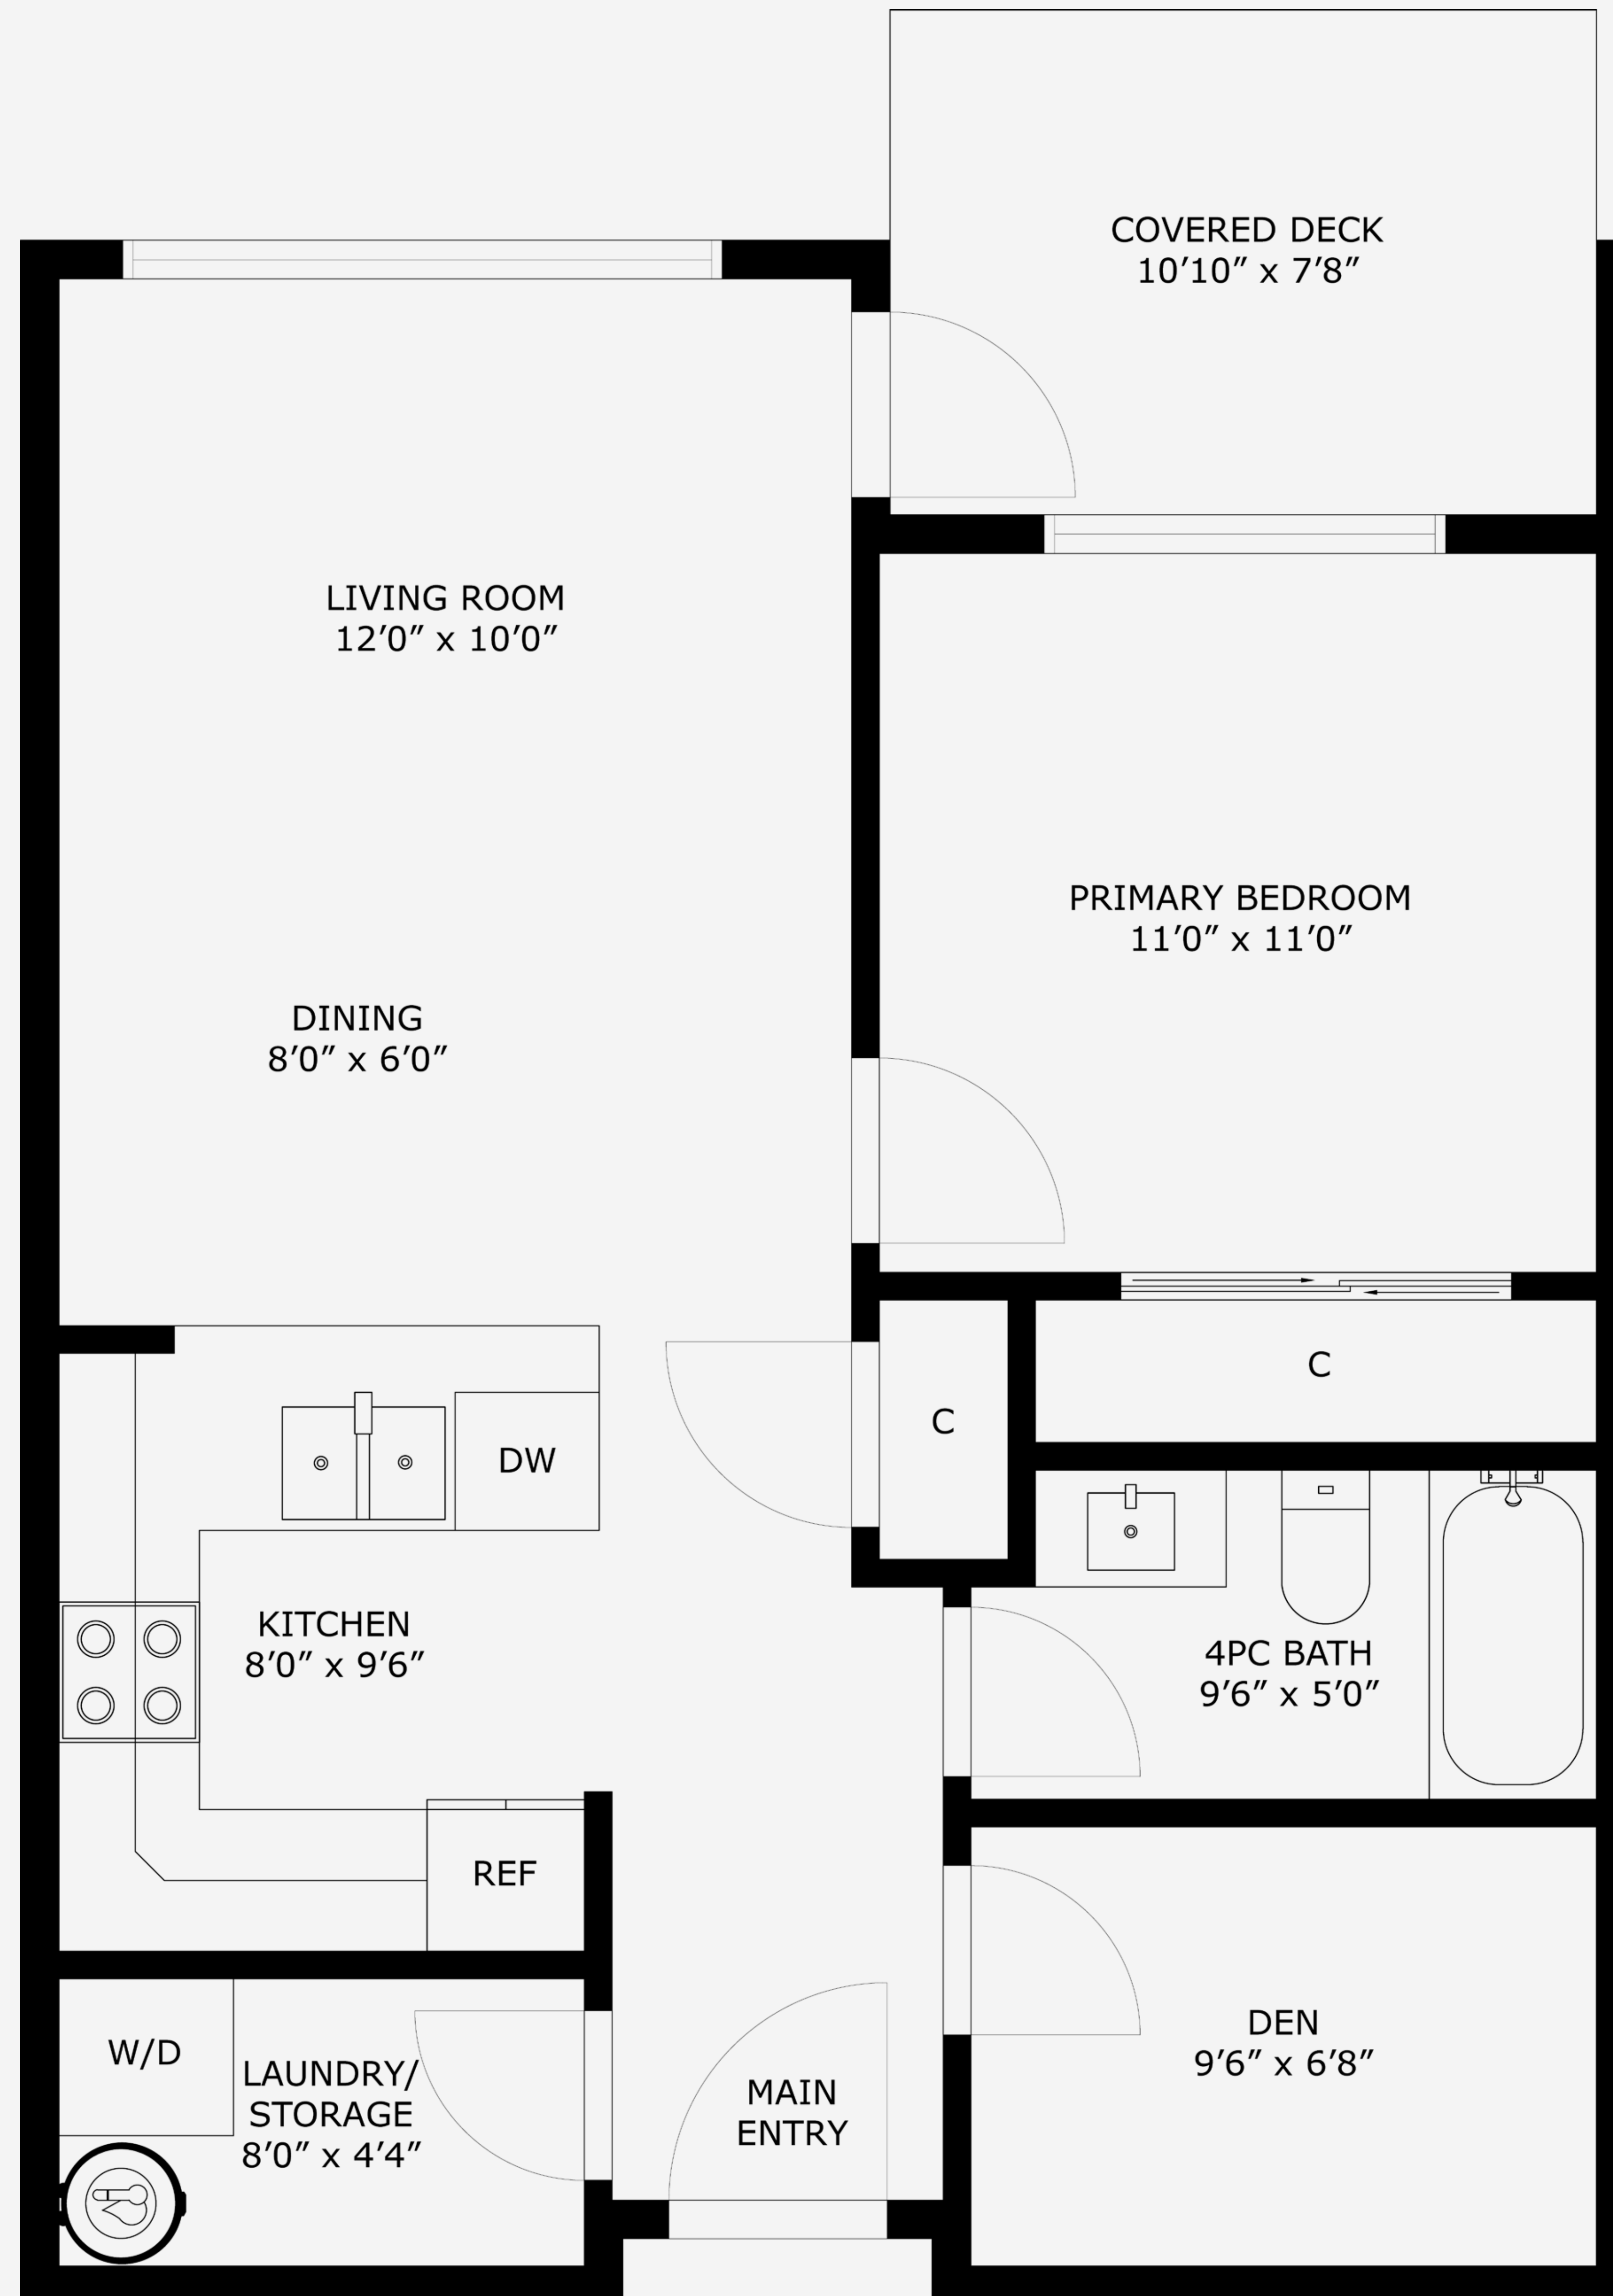 COVERED DECK
10’10” x 7’8”
LIVING ROOM
12’0” x 10’0”
PRIMARY BEDROOM
11’0” x 11’0”
DINING
8’0” x 6’0”
C
C
DW
KITCHEN
8’0” x 9’6”
4PC BATH
9’6” x 5’0”
REF
DEN
9’6” x 6’8”
W/D
LAUNDRY/
STORAGE
8’0” x 4’4”
MAIN
ENTRY